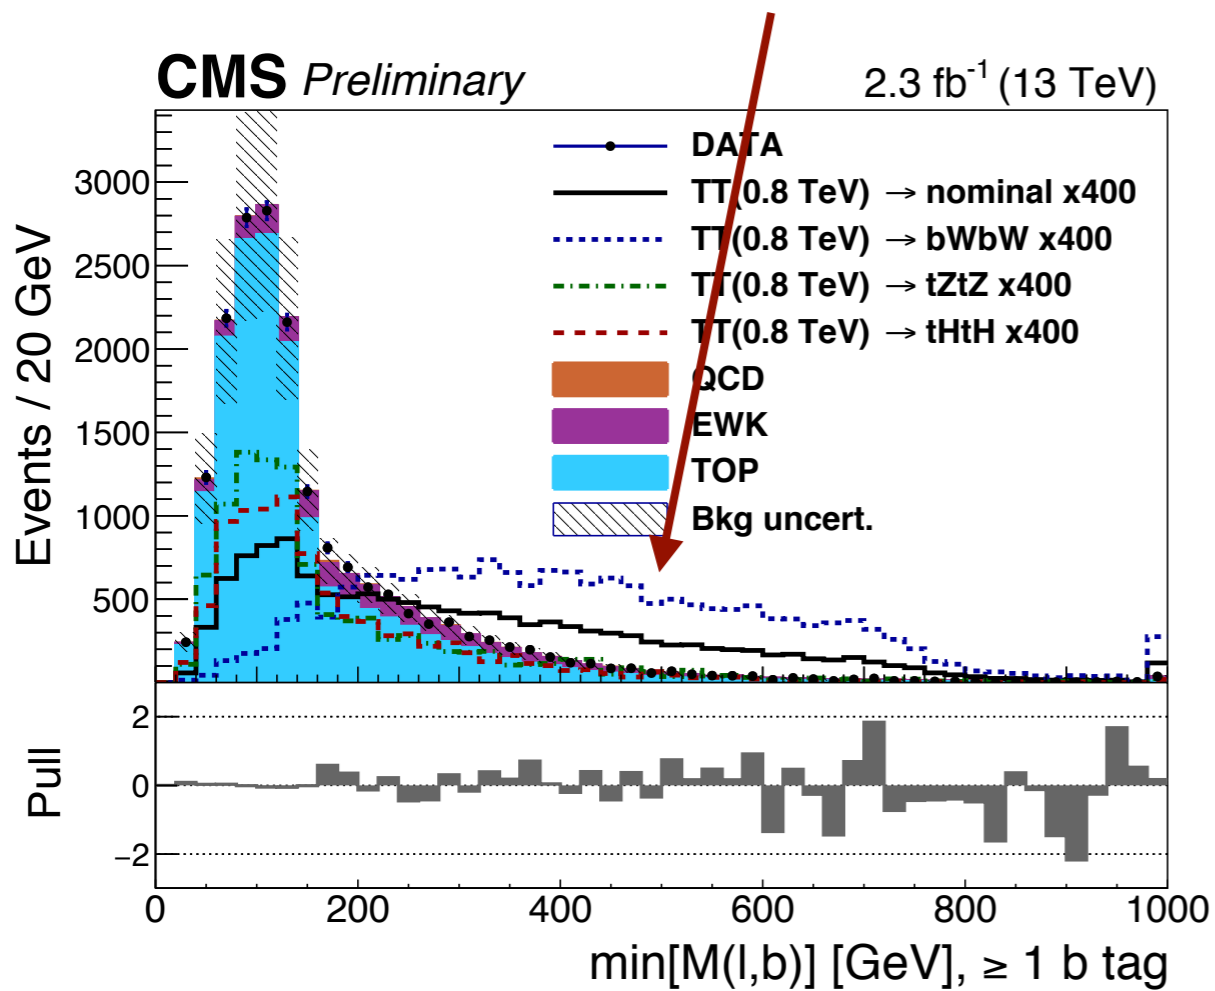 CMS Preliminary 2.3 fb-1 (13 TeV)
DATA
TT(0.8 TeV) → nominal x400
TT(0.8 TeV) → bWbW x400
TT(0.8 TeV) → tZtZ x400
TT(0.8 TeV) → tHtH x400
QCD
EWK
TOP
Bkg uncert.
Events / 20 GeV
3000
2500
2000
1500
1000
500
Pull
2
0
−2
0 200 400 600 800 1000
min[M(l,b)] [GeV], ≥ 1 b tag